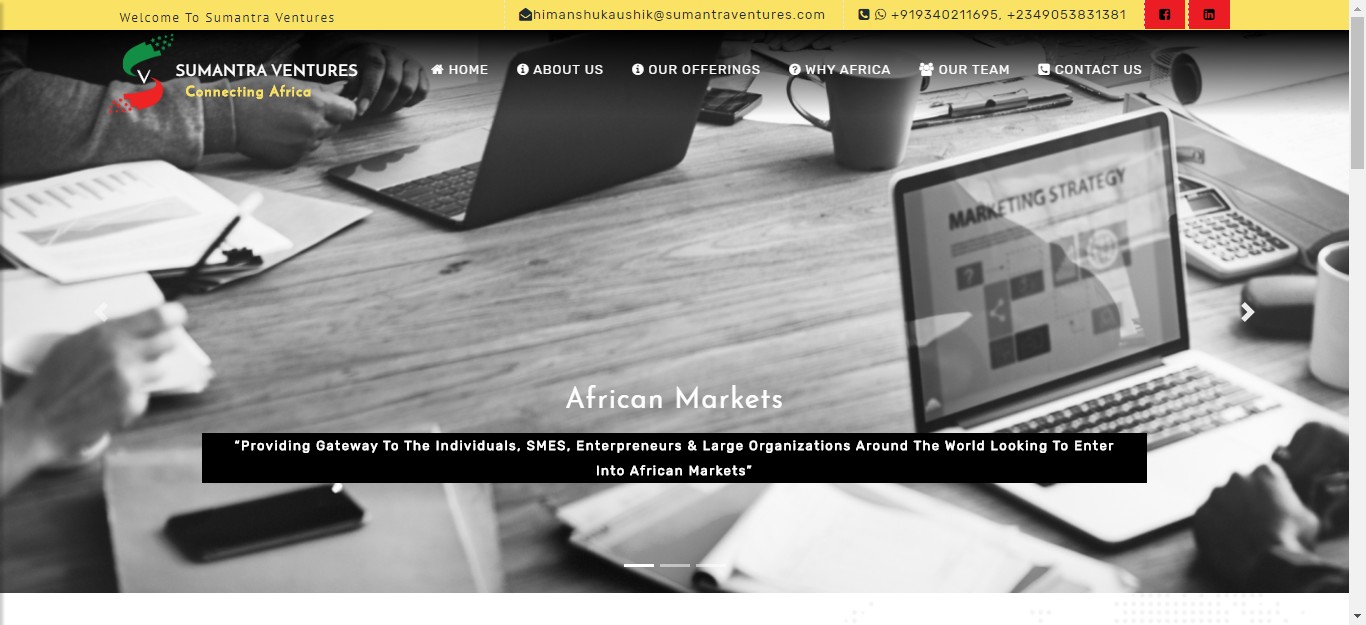 Welcome To Sumantra Ventures
himanshukaushik@sumantraventures.com
+919340211695, +2349053831381
SUMANTRA VENTURES
Connecting Africa
V
HOME
ABOUT US
OUR OFFERINGS
WHY AFRICA
OUR TEAM
CONTACT US
MARKETING STRATEGY
African Markets
"Providing Gateway To The Individuals, SMES, Enterpreneurs & Large Organizations Around The World Looking To Enter
Into African Markets"